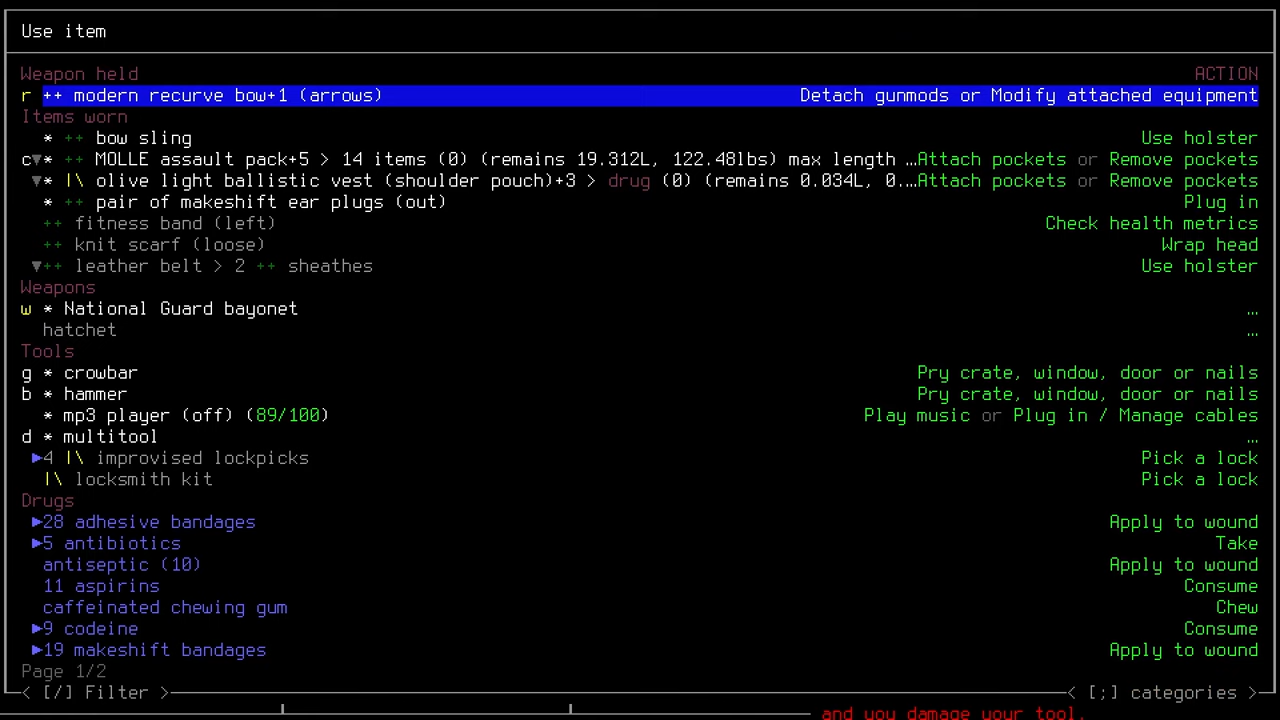 Use item
Weapon held ACTION
r ++ modern recurve bow+1 (arrows) Detach gunmods or Modify attached equipment
Items worn
* ++ bow sling Use holster
c▼* ++ MOLLE assault pack+5 > 14 items (0) (remains 19.312L, 122.48lbs) max length …Attach pockets or Remove pockets
▼* |\ olive light ballistic vest (shoulder pouch)+3 > drug (0) (remains 0.034L, 0.…Attach pockets or Remove pockets
* ++ pair of makeshift ear plugs (out) Plug in
++ fitness band (left) Check health metrics
++ knit scarf (loose) Wrap head
▼++ leather belt > 2 ++ sheathes Use holster
Weapons
w * National Guard bayonet …
hatchet …
Tools
g * crowbar Pry crate, window, door or nails
b * hammer Pry crate, window, door or nails
* mp3 player (off) (89/100) Play music or Plug in / Manage cables
d * multitool …
▶4 |\ improvised lockpicks Pick a lock
|\ locksmith kit Pick a lock
Drugs
▶28 adhesive bandages Apply to wound
▶5 antibiotics Take
antiseptic (10) Apply to wound
11 aspirins Consume
caffeinated chewing gum Chew
▶9 codeine Consume
▶19 makeshift bandages Apply to wound
Page 1/2
< [/] Filter > < [;] categories >
and you damage your tool.